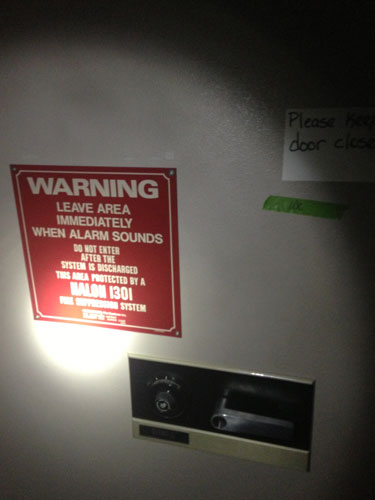 WARNING
LEAVE AREA
IMMEDIATELY
WHEN ALARM SOUNDS
DO NOT ENTER
AFTER THE
SYSTEM IS DISCHARGED
THIS AREA PROTECTED BY A
HALON 1301
FIRE SUPPRESSION SYSTEM
Please Kee
door close